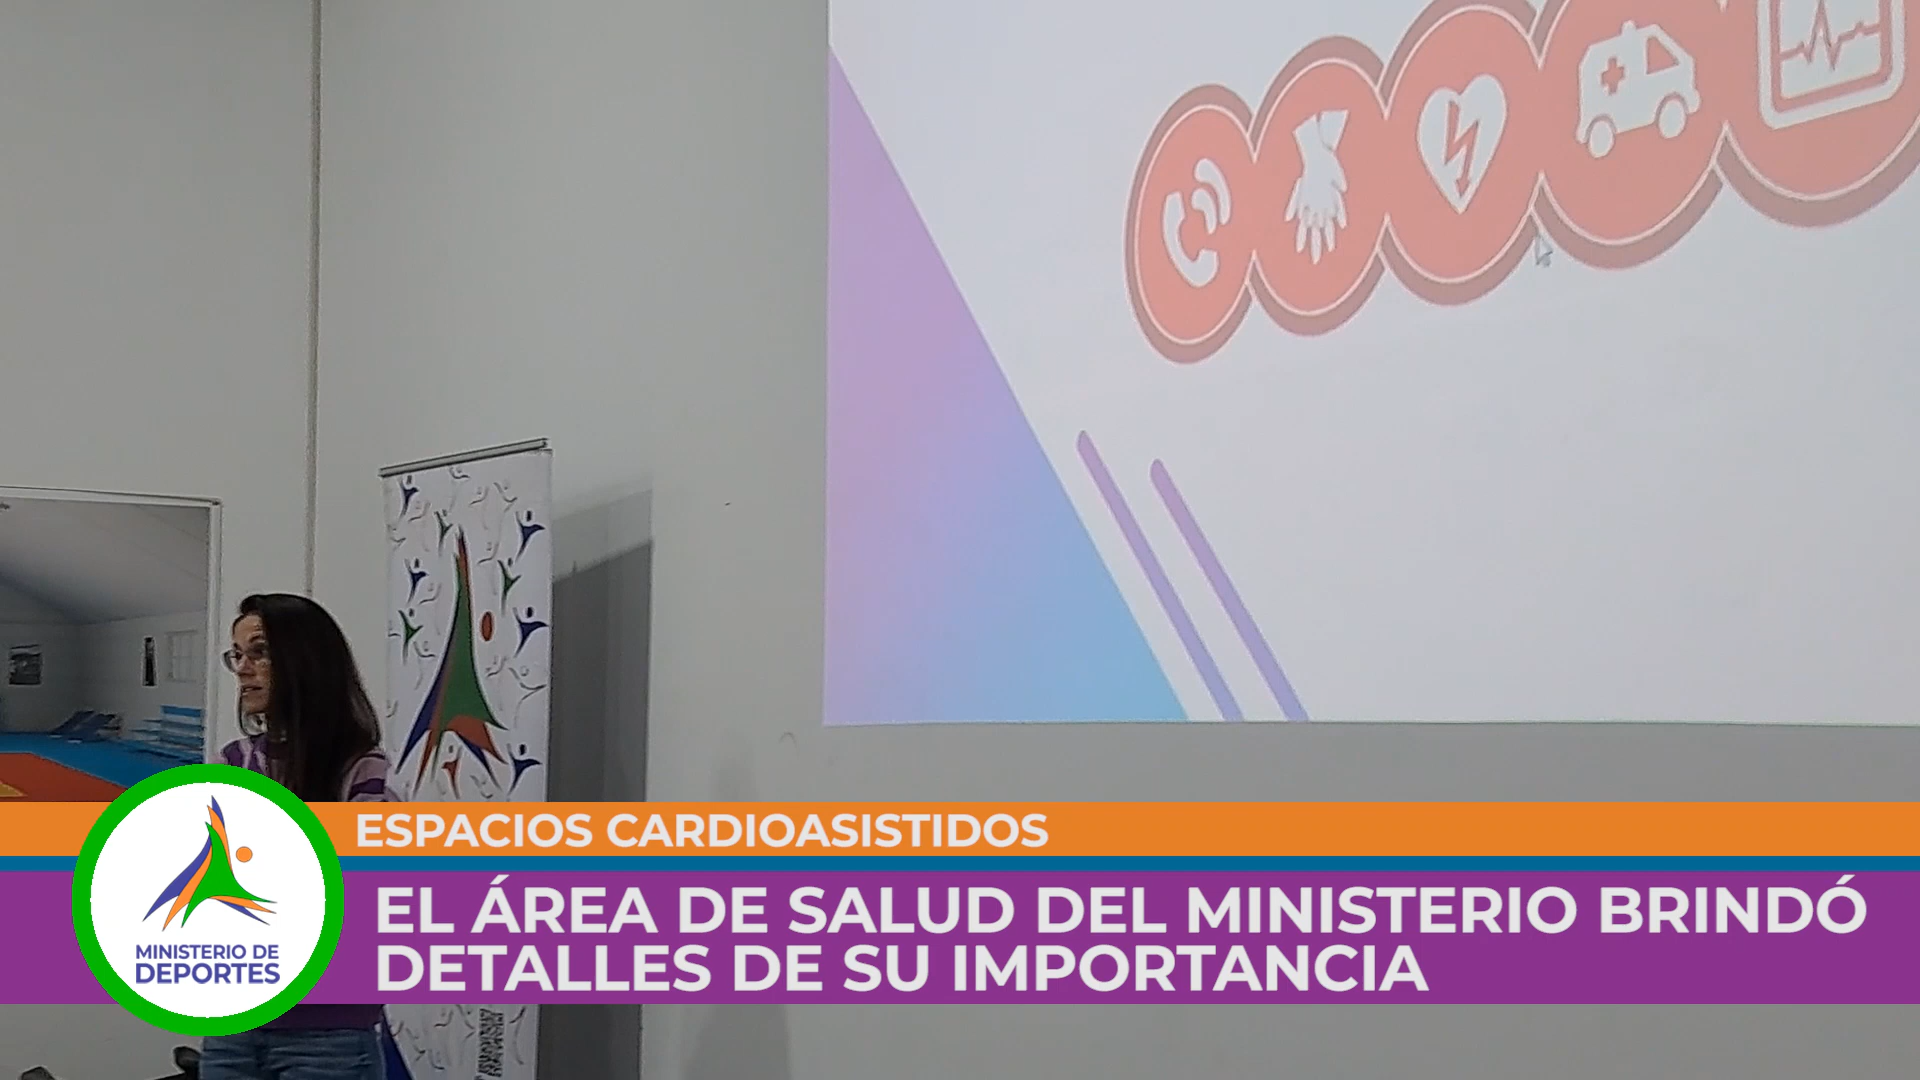 ESPACIOS CARDIOASISTIDOS
EL ÁREA DE SALUD DEL MINISTERIO BRINDÓ
DETALLES DE SU IMPORTANCIA
MINISTERIO DE
DEPORTES